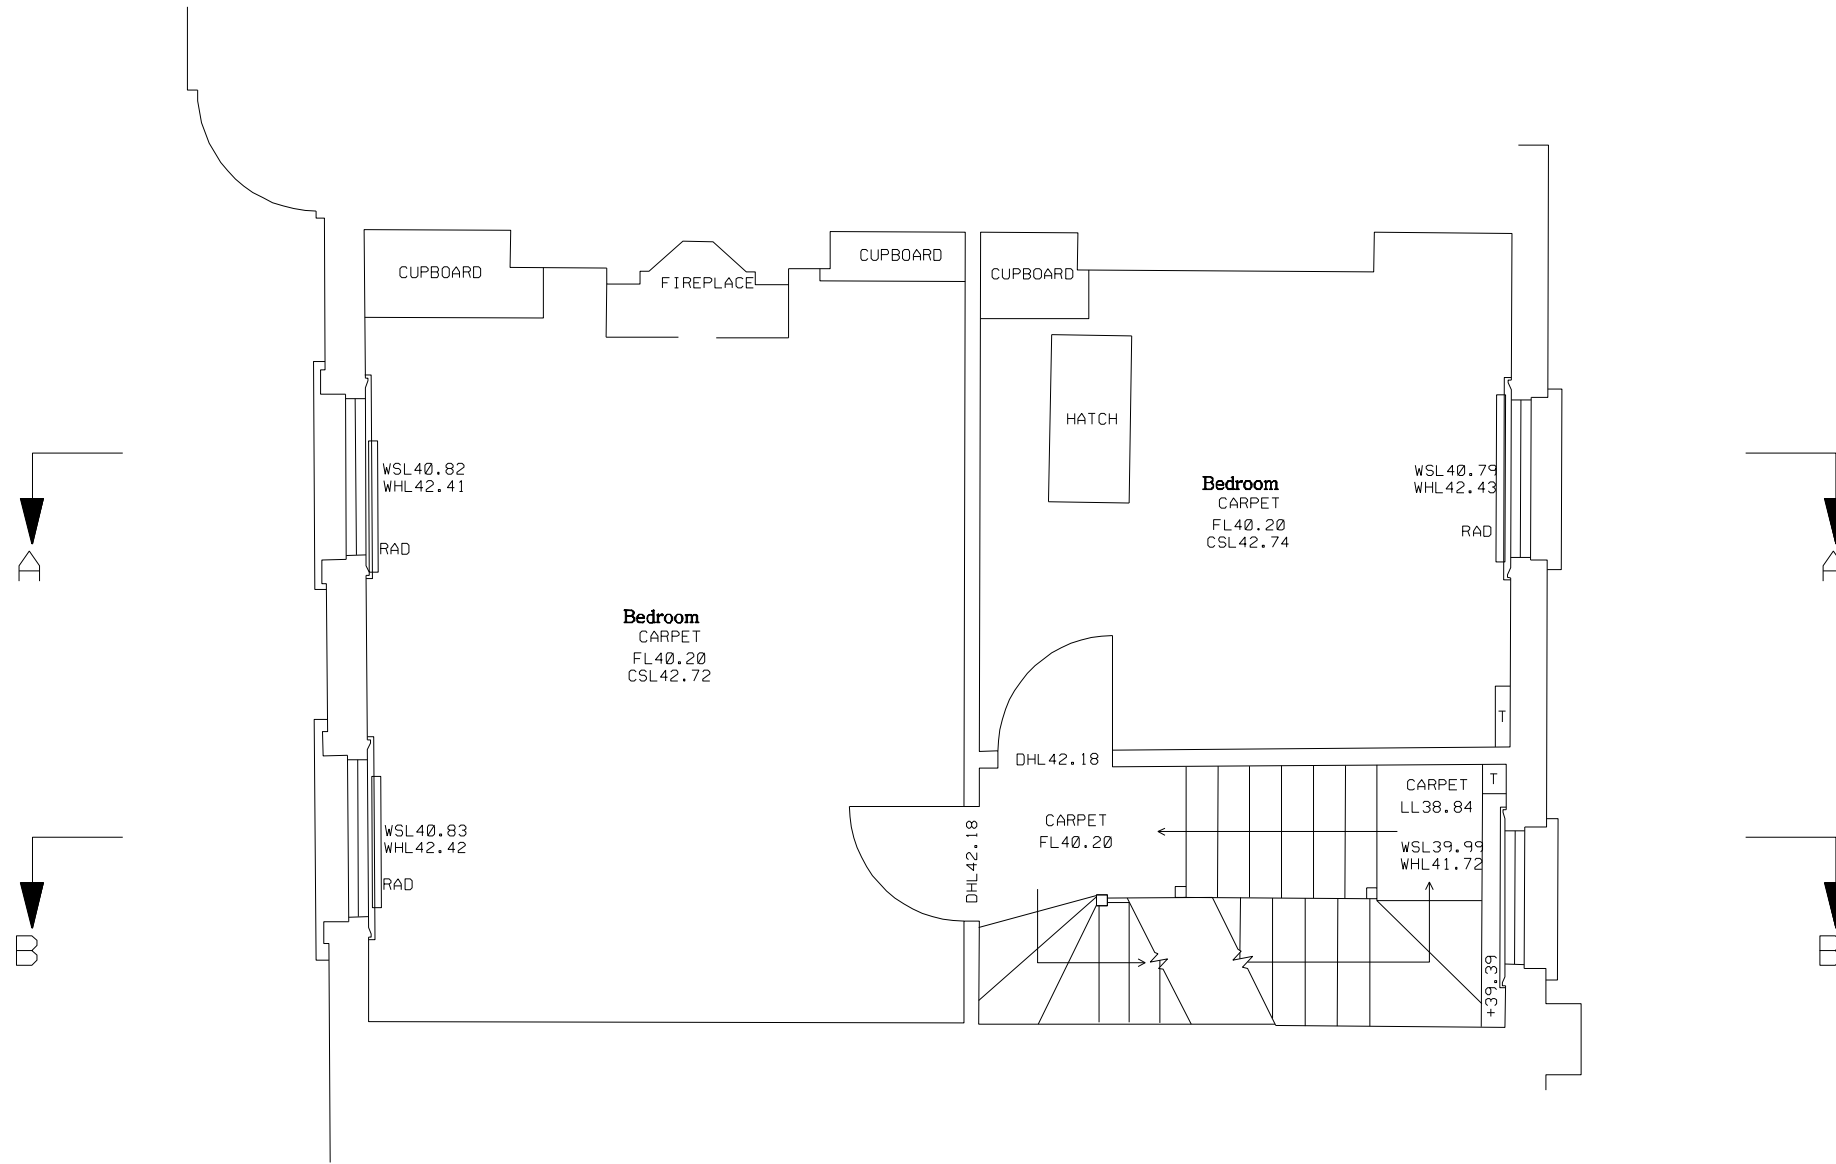 CUPBOARD
FIREPLACE
CUPBOARD
CUPBOARD
HATCH
WSL40.82
WHL42.41
RAD
Bedroom
CARPET
FL40.20
CSL42.74
WSL40.79
WHL42.43
RAD
A
A
Bedroom
CARPET
FL40.20
CSL42.72
T
DHL42.18
T
CARPET
LL38.84
WSL40.83
WHL42.42
RAD
DHL42.18
CARPET
FL40.20
WSL39.99
WHL41.72
B
B
+39.39